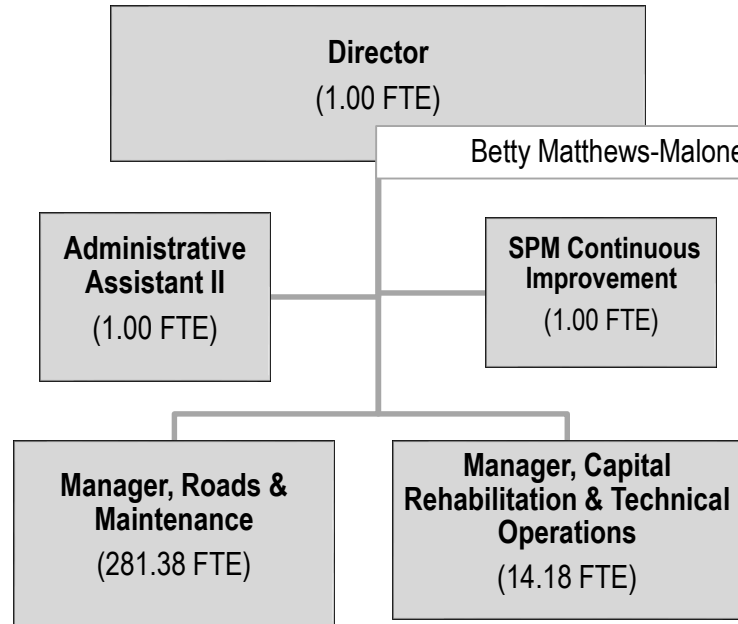 Director
(1.00 FTE)
Betty Matthews-Malone
Administrative
Assistant II
(1.00 FTE)
SPM Continuous
Improvement
(1.00 FTE)
Manager, Roads &
Maintenance
(281.38 FTE)
Manager, Capital
Rehabilitation & Technical
Operations
(14.18 FTE)